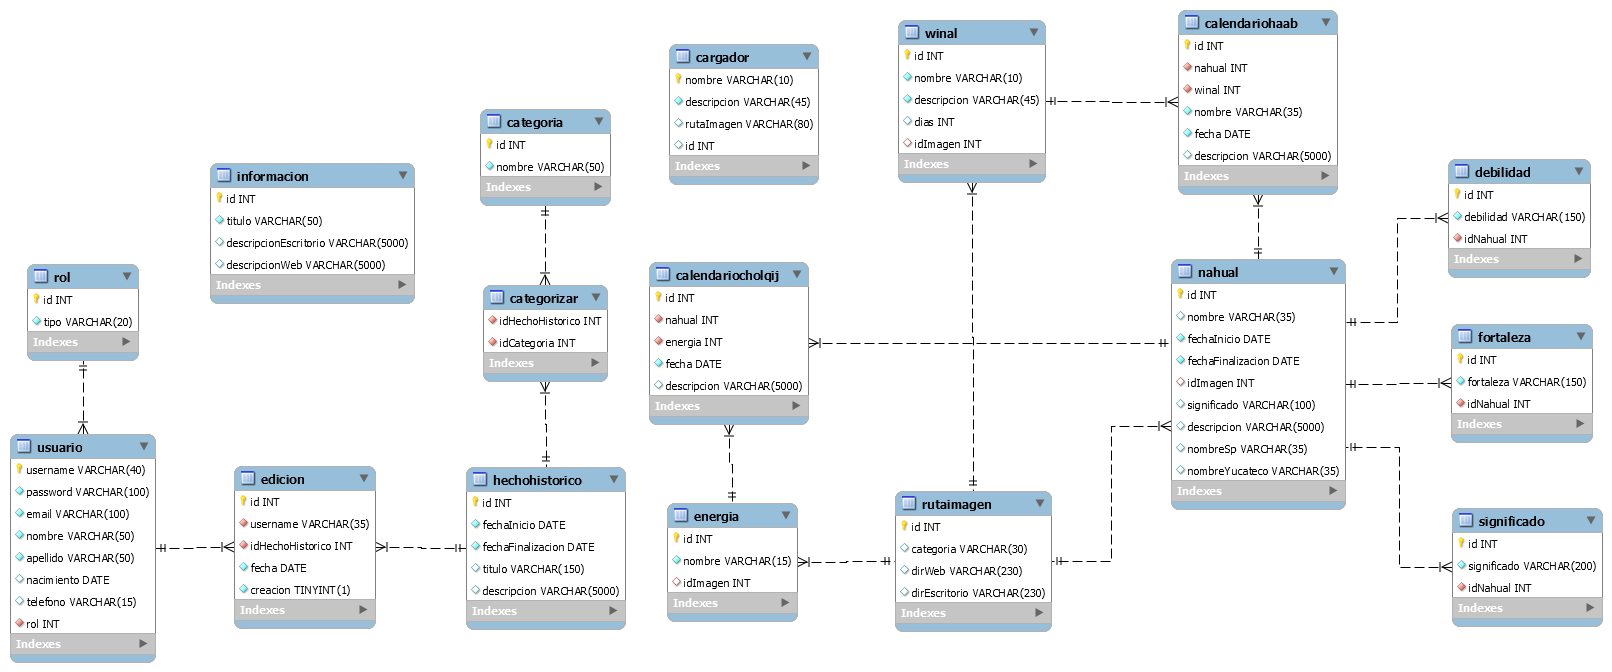 rol
id INT
tipo VARCHAR(20)
Indexes
usuario
username VARCHAR(40)
password VARCHAR(100)
email VARCHAR(100)
nombre VARCHAR(50)
apellido VARCHAR(50)
nacimiento DATE
telefono VARCHAR(15)
rol INT
Indexes
informacion
id INT
titulo VARCHAR(50)
descripcionEscritorio VARCHAR(5000)
descripcionWeb VARCHAR(5000)
Indexes
edicion
id INT
username VARCHAR(35)
idHechoHistorico INT
fecha DATE
creacion TINYINT(1)
Indexes
categoria
id INT
nombre VARCHAR(50)
Indexes
categorizar
idHechoHistorico INT
idCategoria INT
Indexes
hechohistorico
id INT
fechaInicio DATE
fechaFinalizacion DATE
titulo VARCHAR(150)
descripcion VARCHAR(5000)
Indexes
cargador
nombre VARCHAR(10)
descripcion VARCHAR(45)
rutaImagen VARCHAR(80)
id INT
Indexes
calendariocholqij
id INT
nahual INT
energia INT
fecha DATE
descripcion VARCHAR(5000)
Indexes
energia
id INT
nombre VARCHAR(15)
idImagen INT
Indexes
winal
id INT
nombre VARCHAR(10)
descripcion VARCHAR(45)
dias INT
idImagen INT
Indexes
rutaimagen
id INT
categoria VARCHAR(30)
dirWeb VARCHAR(230)
dirEscritorio VARCHAR(230)
Indexes
calendariohaab
id INT
nahual INT
winal INT
nombre VARCHAR(35)
fecha DATE
descripcion VARCHAR(5000)
Indexes
nahual
id INT
nombre VARCHAR(35)
fechaInicio DATE
fechaFinalizacion DATE
idImagen INT
significado VARCHAR(100)
descripcion VARCHAR(5000)
nombreSp VARCHAR(35)
nombreYucateco VARCHAR(35)
Indexes
debilidad
id INT
debilidad VARCHAR(150)
idNahual INT
Indexes
fortaleza
id INT
fortaleza VARCHAR(150)
idNahual INT
Indexes
significado
id INT
significado VARCHAR(200)
idNahual INT
Indexes